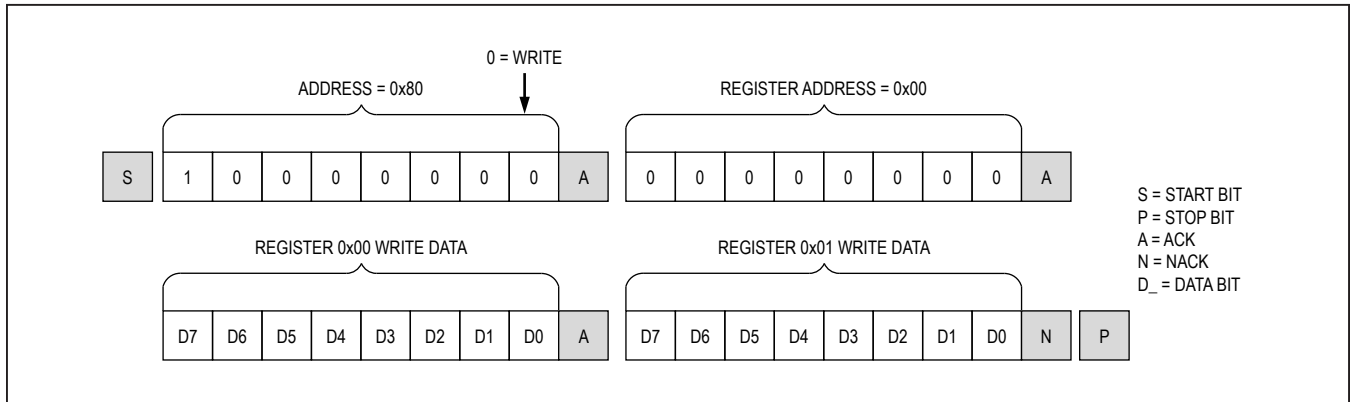 0 = WRITE
ADDRESS = 0x80
REGISTER ADDRESS = 0x00
S 1 0 0 0 0 0 0 0 A 0 0 0 0 0 0 0 0 A
REGISTER 0x00 WRITE DATA
REGISTER 0x01 WRITE DATA
D7 D6 D5 D4 D3 D2 D1 D0 A D7 D6 D5 D4 D3 D2 D1 D0 N P
S = START BIT
P = STOP BIT
A = ACK
N = NACK
D_ = DATA BIT